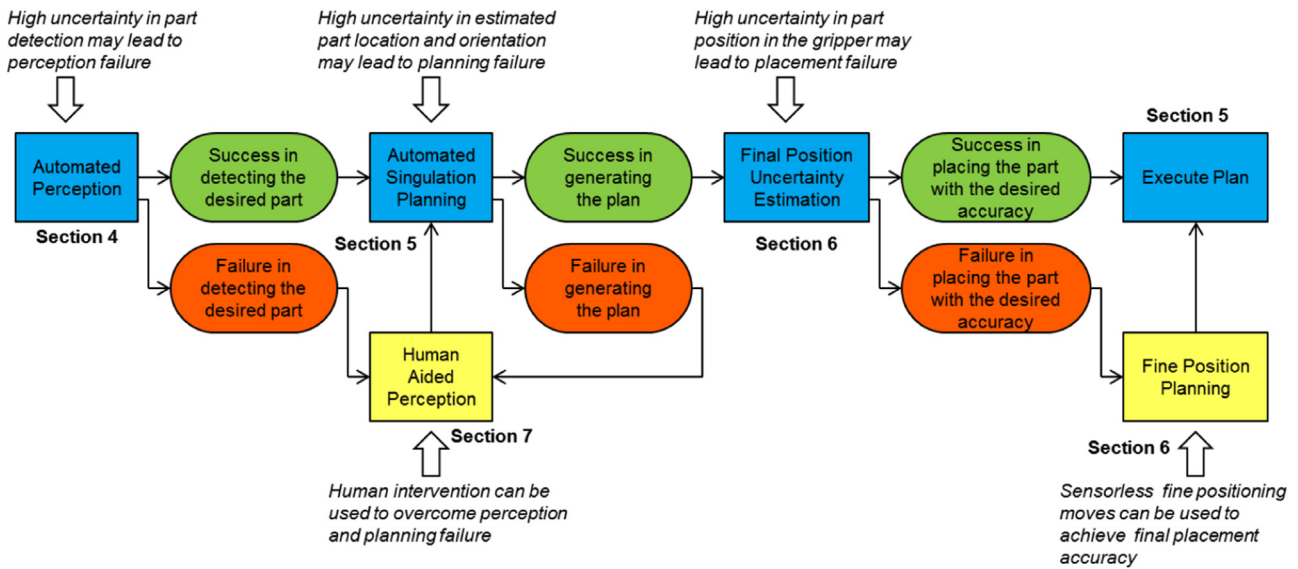 High uncertainty in part
detection may lead to
perception failure
High uncertainty in estimated
part location and orientation
may lead to planning failure
High uncertainty in part
position in the gripper may
lead to placement failure
Automated
Perception
Section 4
Success in
detecting the
desired part
Failure in
detecting the
desired part
Automated
Singulation
Planning
Section 5
Success in
generating
the plan
Failure in
generating
the plan
Human
Aided
Perception
Section 7
Human intervention can be
used to overcome perception
and planning failure
Final Position
Uncertainty
Estimation
Section 6
Success in
placing the part
with the desired
accuracy
Failure in
placing the part
with the desired
accuracy
Section 5
Execute Plan
Fine Position
Planning
Section 6
Sensorless fine positioning
moves can be used to
achieve final placement
accuracy